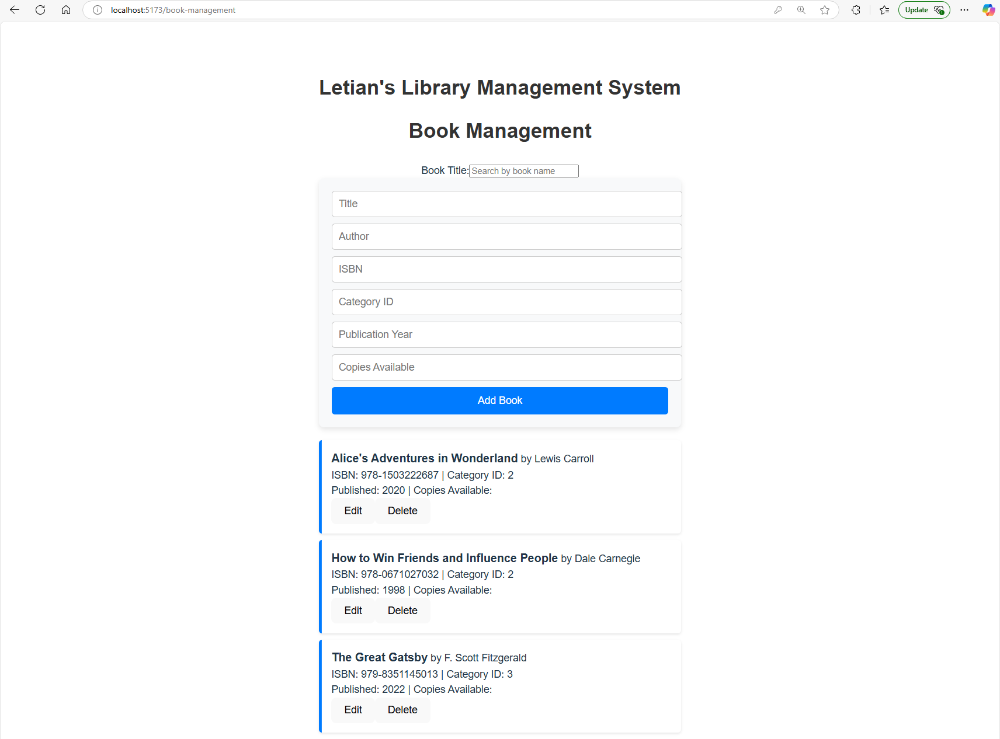 localhost:5173/book-management
Update
Letian's Library Management System
Book Management
Book Title: Search by book name
Title
Author
ISBN
Category ID
Publication Year
Copies Available
Add Book
Alice's Adventures in Wonderland by Lewis Carroll
ISBN: 978-1503222687 | Category ID: 2
Published: 2020 | Copies Available:
Edit Delete
How to Win Friends and Influence People by Dale Carnegie
ISBN: 978-0671027032 | Category ID: 2
Published: 1998 | Copies Available:
Edit Delete
The Great Gatsby by F. Scott Fitzgerald
ISBN: 979-8351145013 | Category ID: 3
Published: 2022 | Copies Available:
Edit Delete